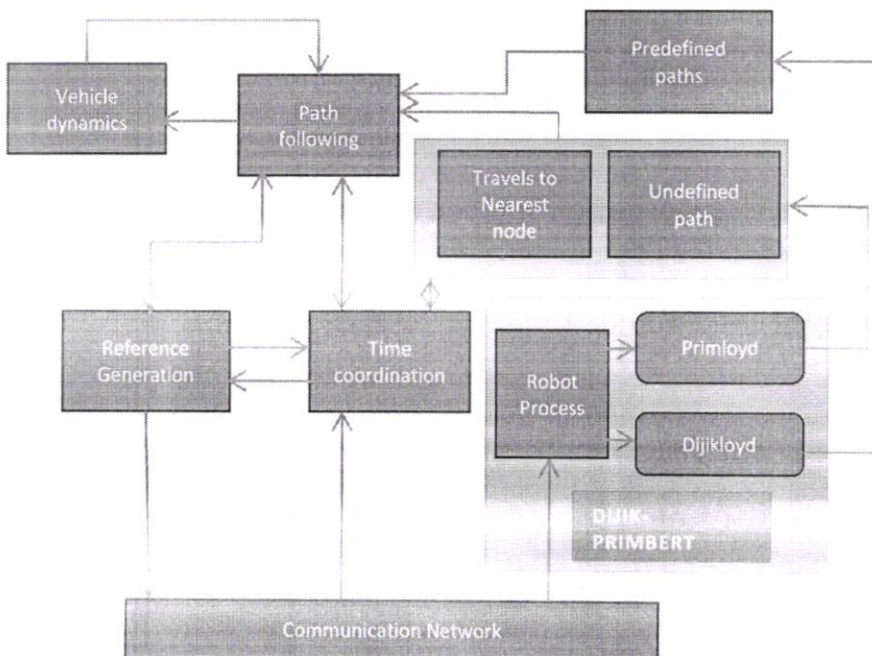 Predefined
paths
Vehicle
dynamics
Path
following
Travels to
Nearest
node
Undefined
path
Reference
Generation
Time
coordination
Robot
Process
Primloyd
Dijikloyd
DIJIK-
PRIMBERT
Communication Network